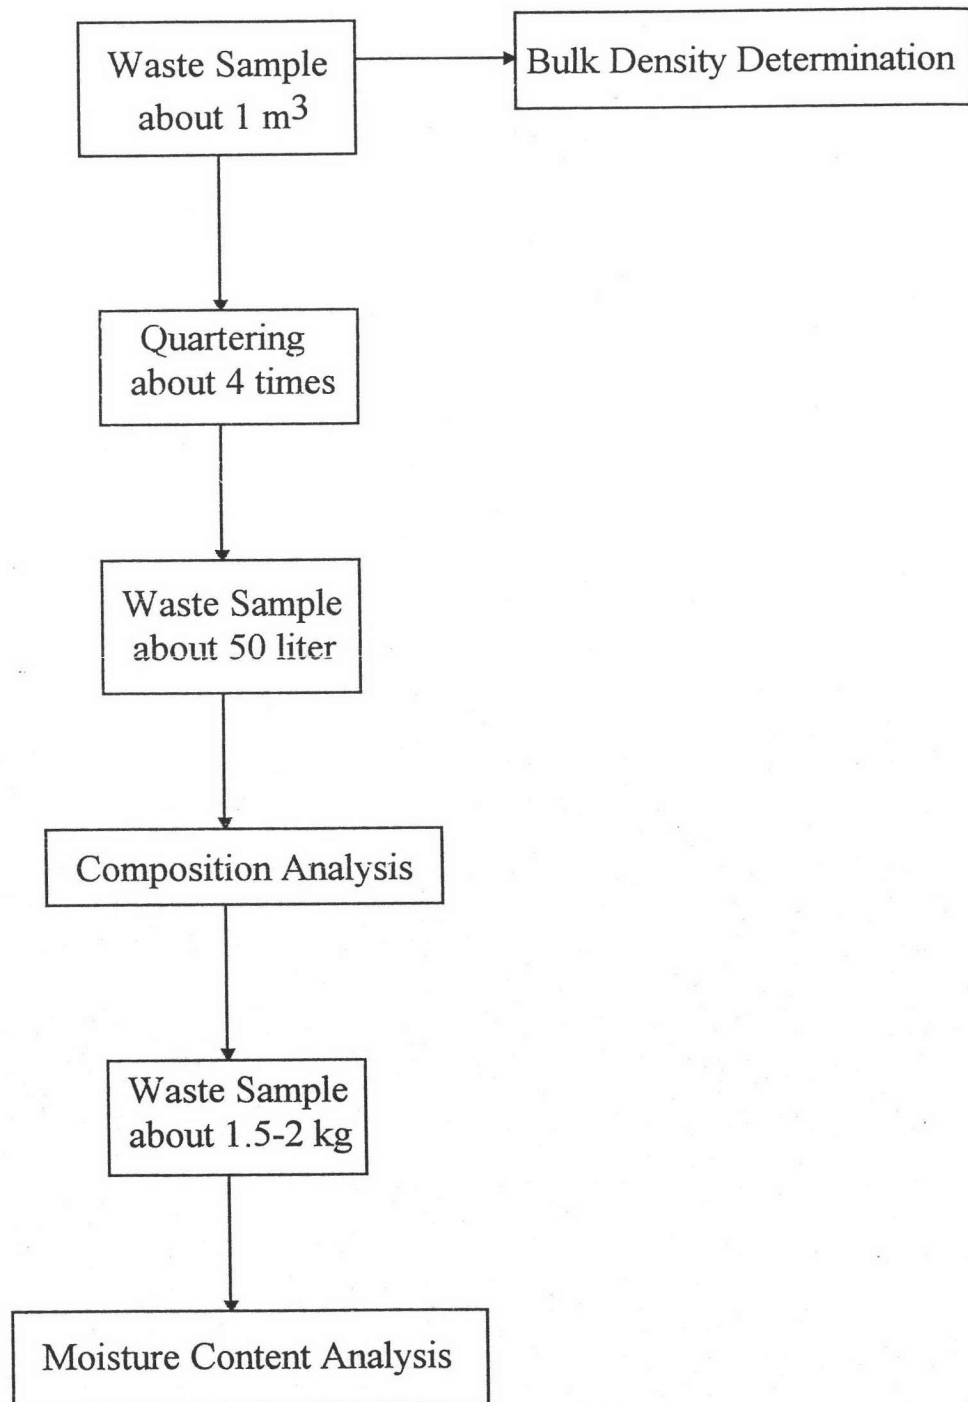 Waste Sample
about 1 m³
Bulk Density Determination
Quartering
about 4 times
Waste Sample
about 50 liter
Composition Analysis
Waste Sample
about 1.5-2 kg
Moisture Content Analysis